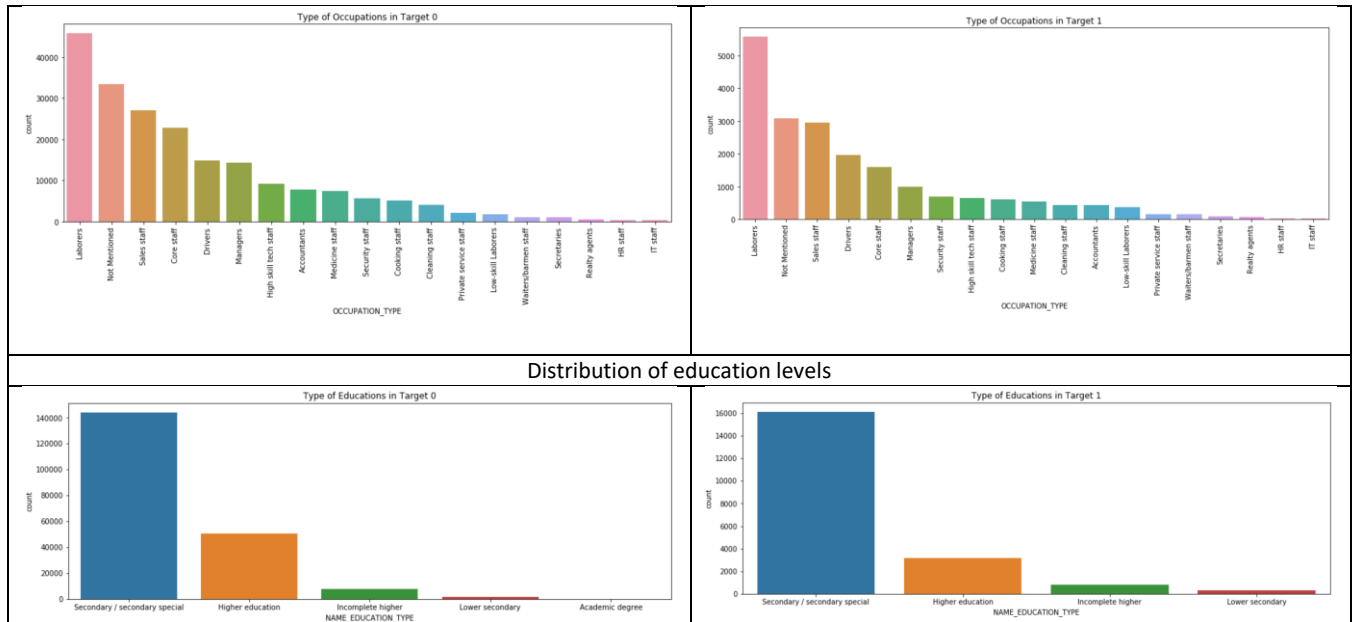 Type of Occupations in Target 0
40000
30000
20000
10000
0
count
Laborers
Not Mentioned
Sales staff
Core staff
Drivers
Managers
High skill tech staff
Accountants
Medicine staff
Security staff
Cooking staff
Cleaning staff
Private service staff
Low-skill Laborers
Waiters/barmen staff
Secretaries
Realty agents
HR staff
IT staff
OCCUPATION_TYPE
Type of Occupations in Target 1
5000
4000
3000
2000
1000
0
count
Laborers
Not Mentioned
Sales staff
Drivers
Core staff
Managers
Security staff
High skill tech staff
Cooking staff
Medicine staff
Cleaning staff
Accountants
Low-skill Laborers
Private service staff
Waiters/barmen staff
Secretaries
Realty agents
HR staff
IT staff
OCCUPATION_TYPE
Distribution of education levels
Type of Educations in Target 0
140000
120000
100000
80000
60000
40000
20000
0
count
Secondary / secondary special
Higher education
Incomplete higher
Lower secondary
Academic degree
NAME_EDUCATION_TYPE
Type of Educations in Target 1
16000
14000
12000
10000
8000
6000
4000
2000
0
count
Secondary / secondary special
Higher education
Incomplete higher
Lower secondary
NAME_EDUCATION_TYPE